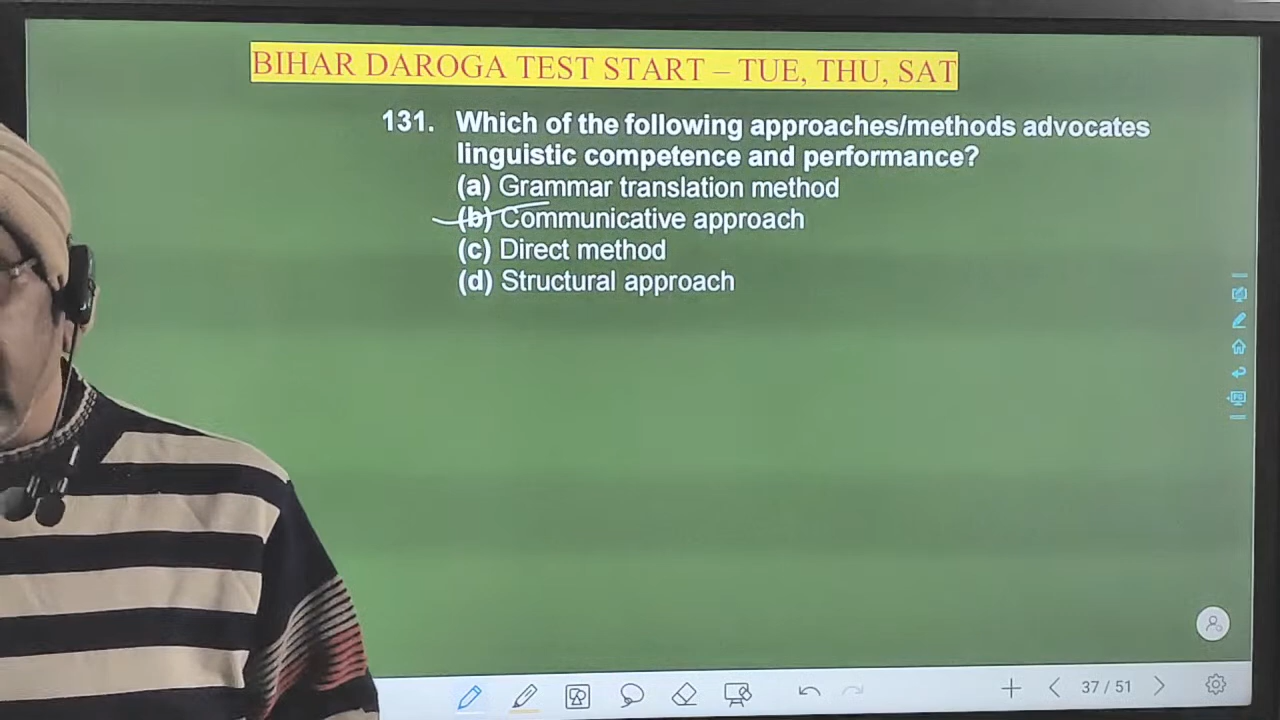 BIHAR DAROGA TEST START – TUE, THU, SAT
131. Which of the following approaches/methods advocates
linguistic competence and performance?
(a) Grammar translation method
(b) Communicative approach
(c) Direct method
(d) Structural approach
37 / 51